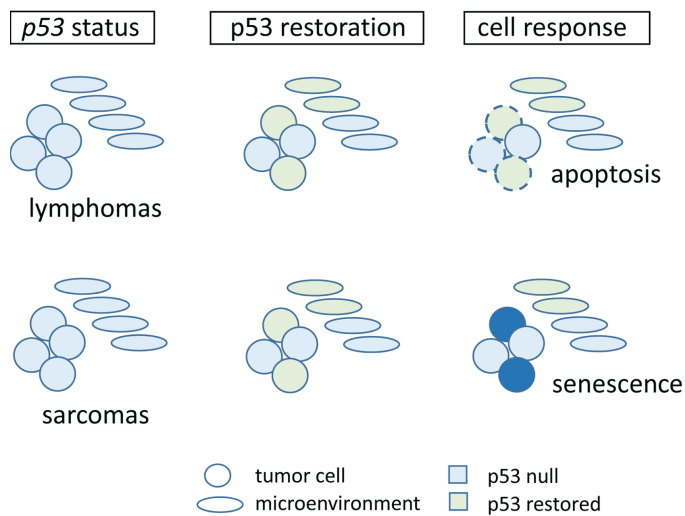 p53 status
p53 restoration
cell response
apoptosis
lymphomas
senescence
sarcomas
tumor cell
p53 null
microenvironment
p53 restored